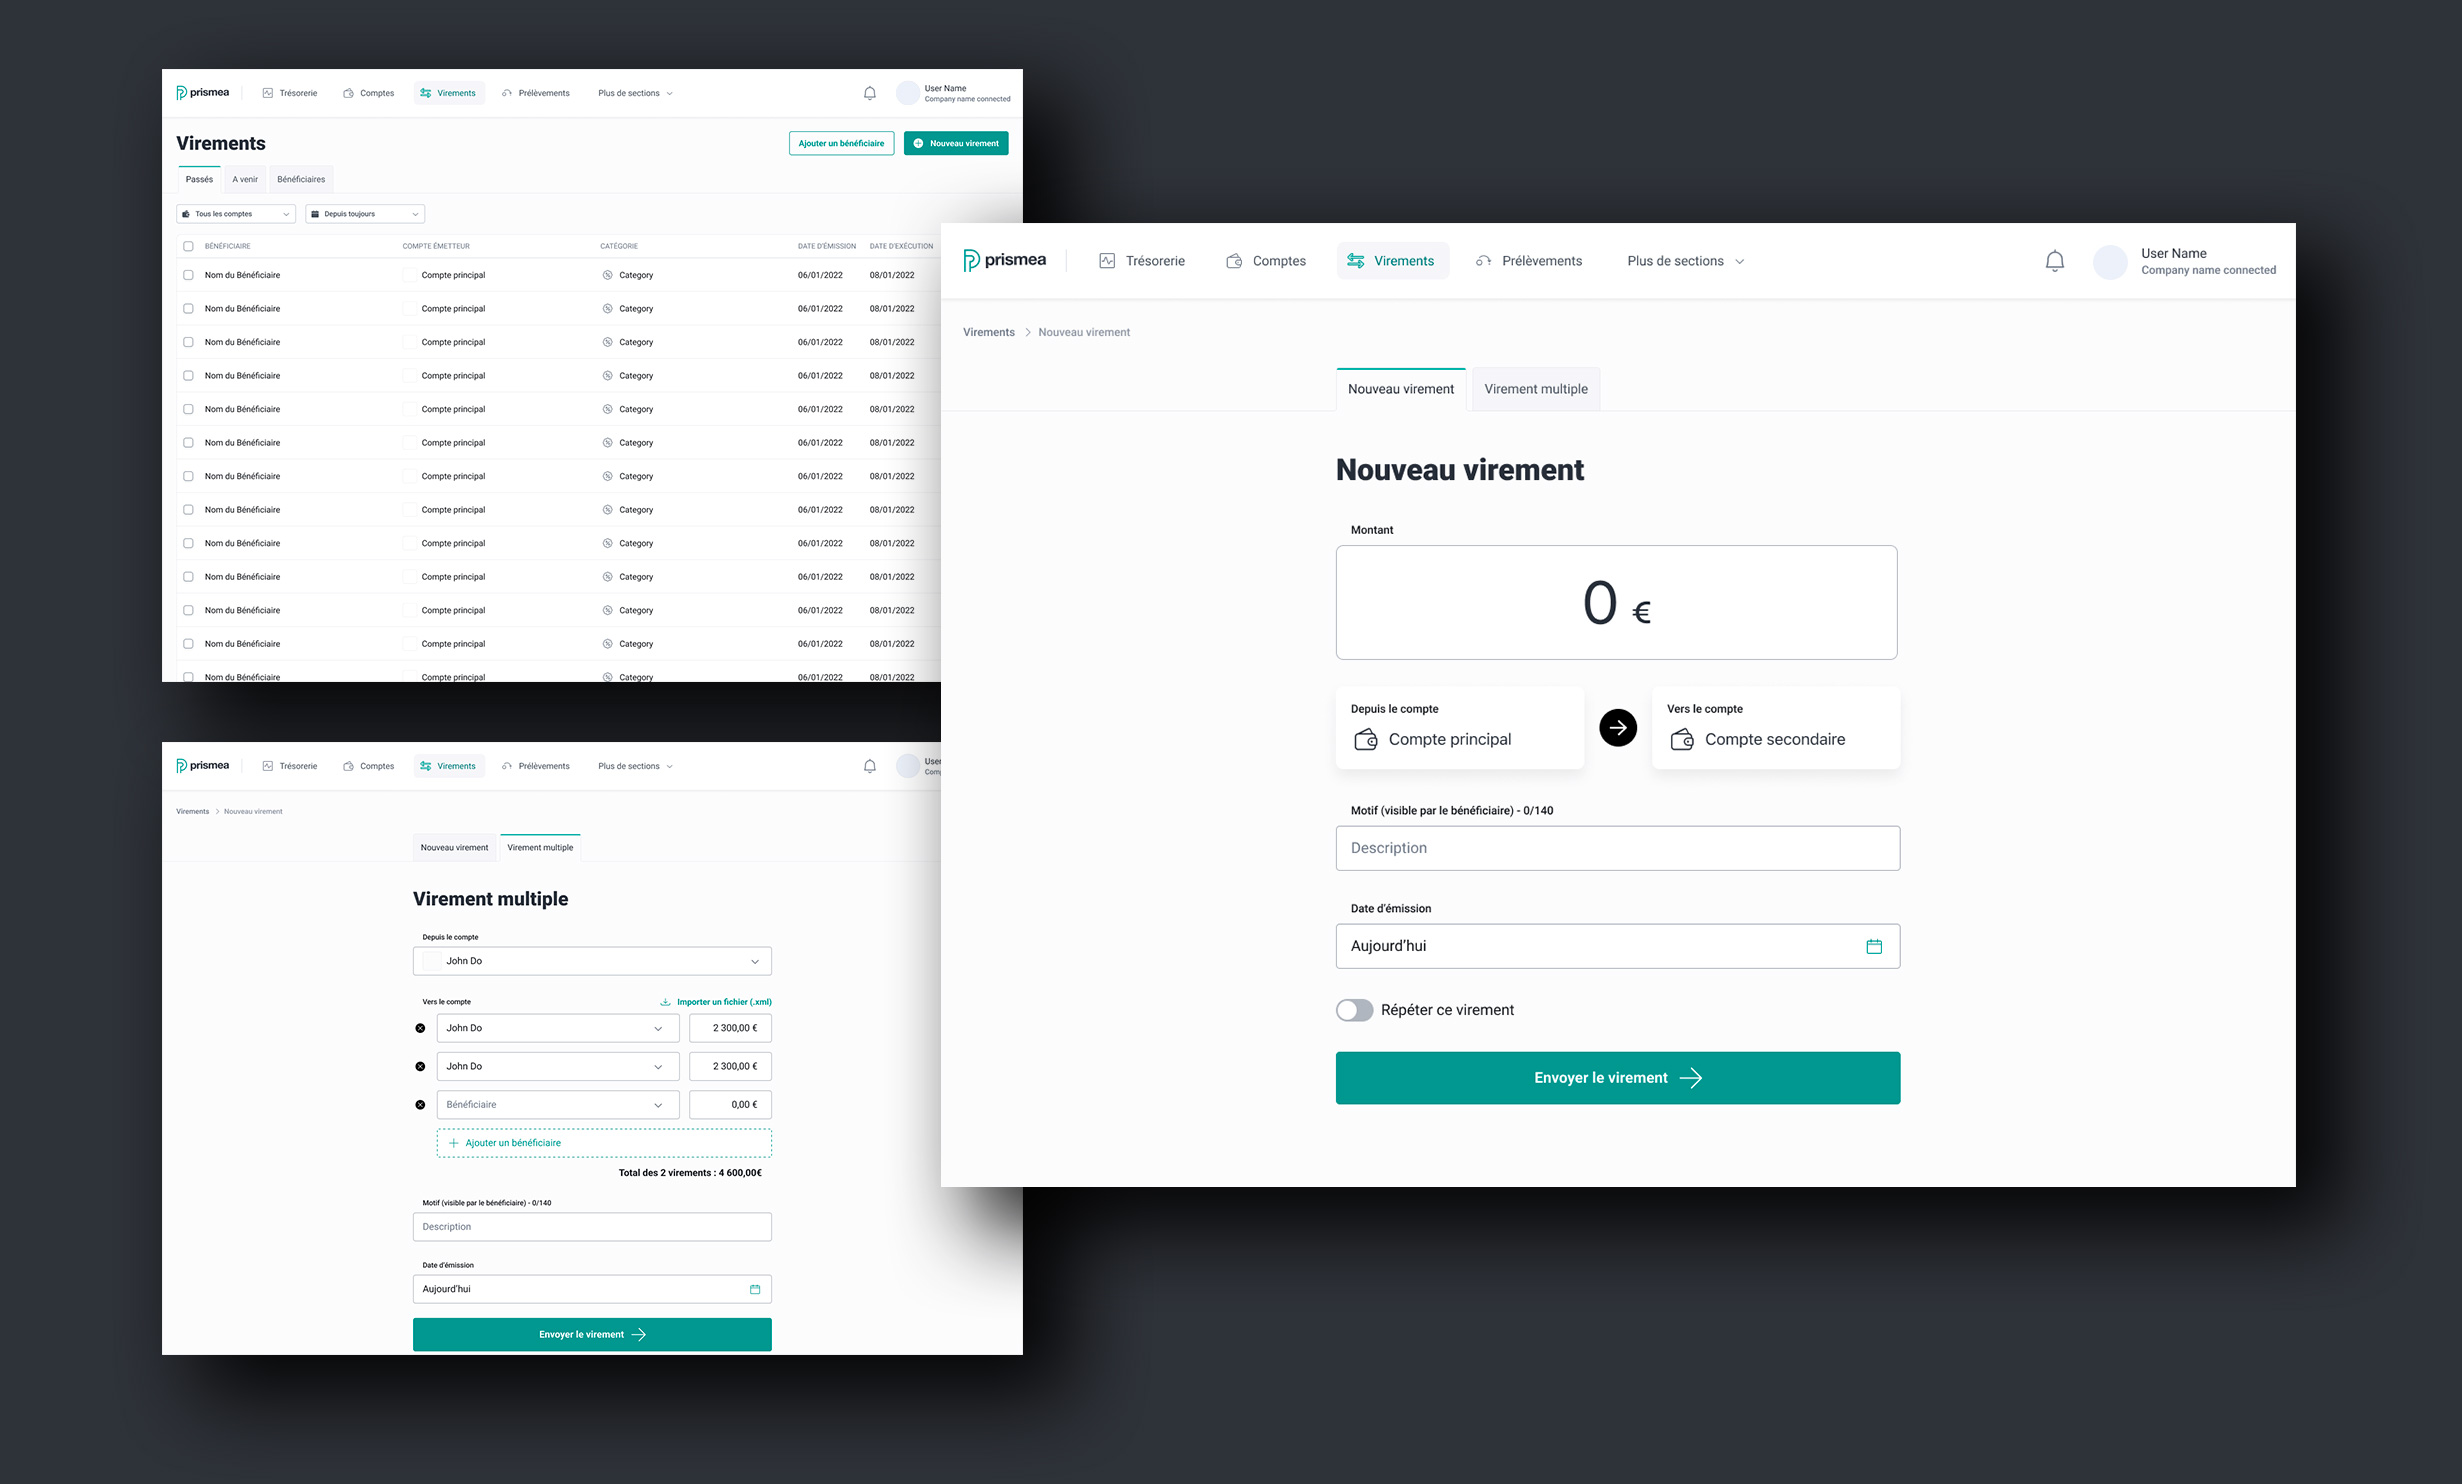 prismea Trésorerie Comptes Virements Prélèvements Plus de sections User Name
Company name connected
Virements Ajouter un bénéficiaire Nouveau virement
Passés A venir Bénéficiaires
Tous les comptes Depuis toujours
BÉNÉFICIAIRE COMPTE ÉMETTEUR CATÉGORIE DATE D'ÉMISSION DATE D'EXÉCUTION
Nom du Bénéficiaire Compte principal Category 06/01/2022 08/01/2022
Nom du Bénéficiaire Compte principal Category 06/01/2022 08/01/2022
Nom du Bénéficiaire Compte principal Category 06/01/2022 08/01/2022
Nom du Bénéficiaire Compte principal Category 06/01/2022 08/01/2022
Nom du Bénéficiaire Compte principal Category 06/01/2022 08/01/2022
Nom du Bénéficiaire Compte principal Category 06/01/2022 08/01/2022
Nom du Bénéficiaire Compte principal Category 06/01/2022 08/01/2022
Nom du Bénéficiaire Compte principal Category 06/01/2022 08/01/2022
Nom du Bénéficiaire Compte principal Category 06/01/2022 08/01/2022
Nom du Bénéficiaire Compte principal Category 06/01/2022 08/01/2022
Nom du Bénéficiaire Compte principal Category 06/01/2022 08/01/2022
Nom du Bénéficiaire Compte principal Category 06/01/2022 08/01/2022
Nom du Bénéficiaire Compte principal Category 06/01/2022 08/01/2022
prismea Trésorerie Comptes Virements Prélèvements Plus de sections User
Com
Virements > Nouveau virement
Nouveau virement Virement multiple
Virement multiple
Depuis le compte
John Do
Vers le compte Importer un fichier (.xml)
John Do 2 300,00 €
John Do 2 300,00 €
Bénéficiaire 0,00 €
+ Ajouter un bénéficiaire
Total des 2 virements : 4 600,00€
Motif (visible par le bénéficiaire) - 0/140
Description
Date d'émission
Aujourd'hui
Envoyer le virement
prismea Trésorerie Comptes Virements Prélèvements Plus de sections User Name
Company name connected
Virements > Nouveau virement
Nouveau virement Virement multiple
Nouveau virement
Montant
0 €
Depuis le compte Vers le compte
Compte principal Compte secondaire
Motif (visible par le bénéficiaire) - 0/140
Description
Date d'émission
Aujourd'hui
Répéter ce virement
Envoyer le virement